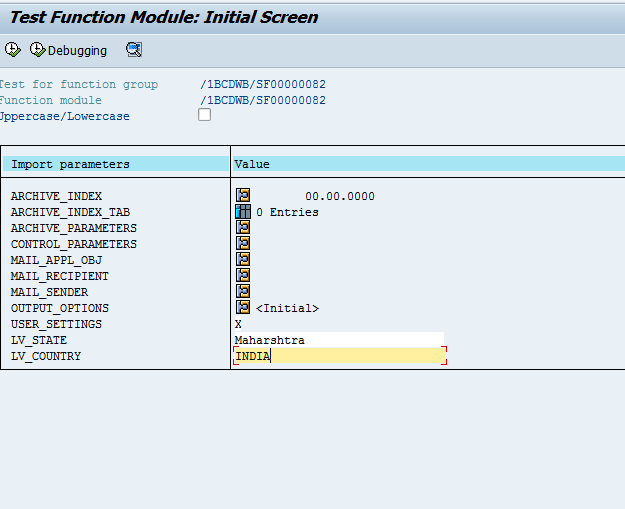 Test Function Module: Initial Screen
Debugging
Test for function group /1BCDWB/SF00000082
Function module /1BCDWB/SF00000082
Uppercase/Lowercase
Import parameters Value
ARCHIVE_INDEX 00.00.0000
ARCHIVE_INDEX_TAB 0 Entries
ARCHIVE_PARAMETERS
CONTROL_PARAMETERS
MAIL_APPL_OBJ
MAIL_RECIPIENT
MAIL_SENDER
OUTPUT_OPTIONS <Initial>
USER_SETTINGS X
LV_STATE Maharshtra
LV_COUNTRY INDIA